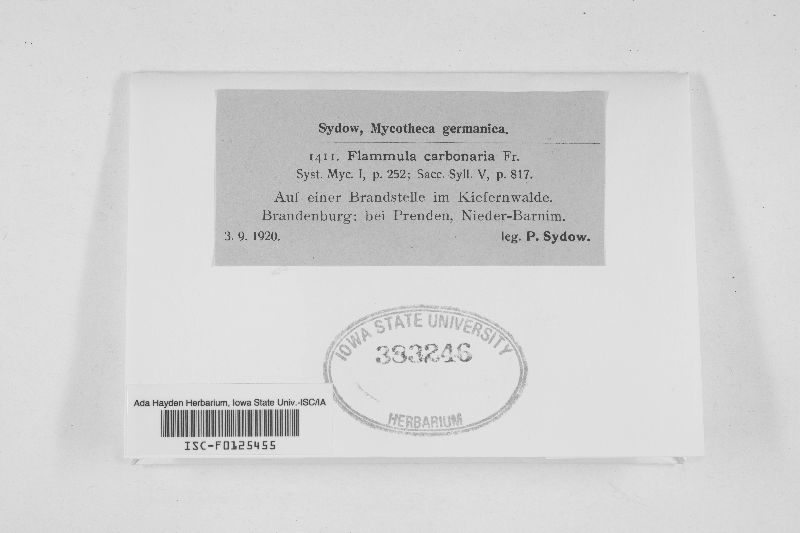 Sydow, Mycotheca germanica.
1411. Flammula carbonaria Fr.
Syst. Myc. I, p. 252; Sacc. Syll. V, p. 817.
Auf einer Brandstelle im Kiefernwalde.
Brandenburg: bei Prenden, Nieder-Barnim.
3. 9. 1920. leg. P. Sydow.
IOWA STATE UNIVERSITY
393246
HERBARIUM
Ada Hayden Herbarium, Iowa State Univ.-ISC/IA
ISC-F0125455